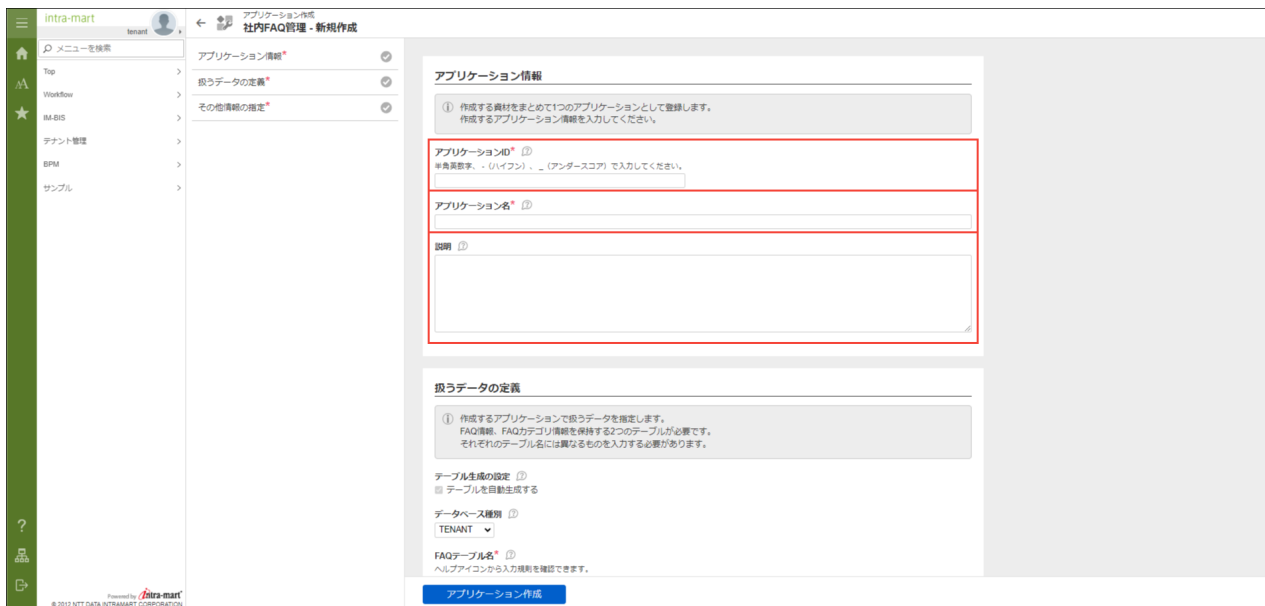 intra-mart
tenant
メニューを検索
Top
Workflow
IM-BIS
テナント管理
BPM
サンプル
Powered by intra-mart
© 2012 NTT DATA INTRAMART CORPORATION
アプリケーション作成
社内FAQ管理 - 新規作成
アプリケーション情報*
扱うデータの定義*
その他情報の指定*
アプリケーション情報
作成する資材をまとめて1つのアプリケーションとして登録します。
作成するアプリケーション情報を入力してください。
アプリケーションID*
半角英数字、 - （ハイフン）、 _ （アンダースコア）で入力してください。
アプリケーション名*
説明
扱うデータの定義
作成するアプリケーションで扱うデータを指定します。
FAQ情報、FAQカテゴリ情報を保持する2つのテーブルが必要です。
それぞれのテーブル名には異なるものを入力する必要があります。
テーブル生成の設定
テーブルを自動生成する
データベース種別
TENANT
FAQテーブル名*
ヘルプアイコンから入力規則を確認できます。
アプリケーション作成